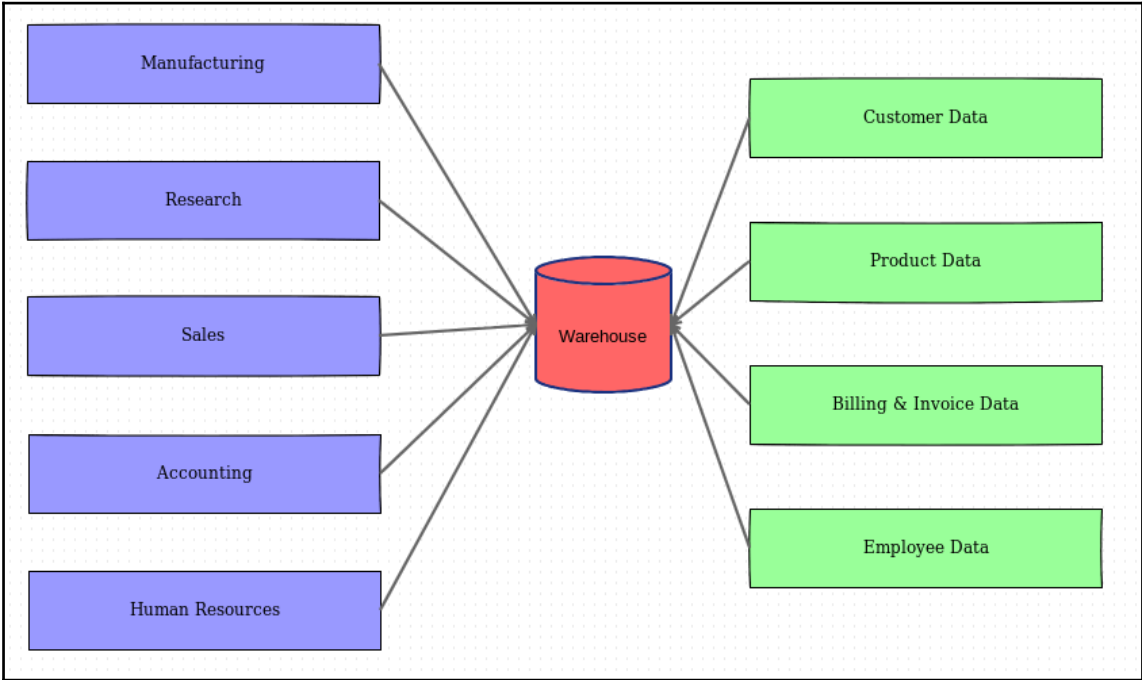 Manufacturing
Research
Sales
Accounting
Human Resources
Warehouse
Customer Data
Product Data
Billing & Invoice Data
Employee Data